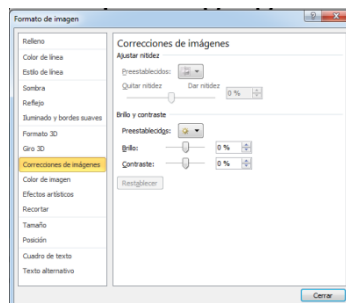 Formato de imagen
Relleno
Color de línea
Estilo de línea
Sombra
Reflejo
Iluminado y bordes suaves
Formato 3D
Giro 3D
Correcciones de imágenes
Color de imagen
Efectos artísticos
Recortar
Tamaño
Posición
Cuadro de texto
Texto alternativo
Correcciones de imágenes
Ajustar nitidez
Preestablecidos:
Quitar nitidez Dar nitidez
0 %
Brillo y contraste
Preestablecidos:
Brillo: 0 %
Contraste: 0 %
Restablecer
Cerrar